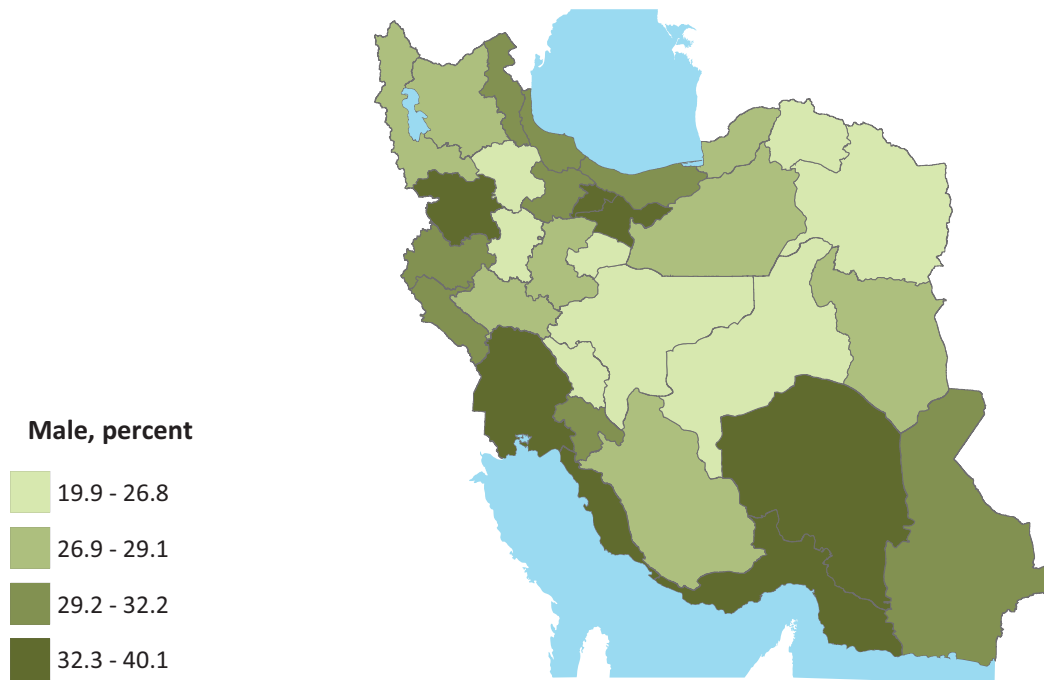 Male, percent
19.9 - 26.8
26.9 - 29.1
29.2 - 32.2
32.3 - 40.1